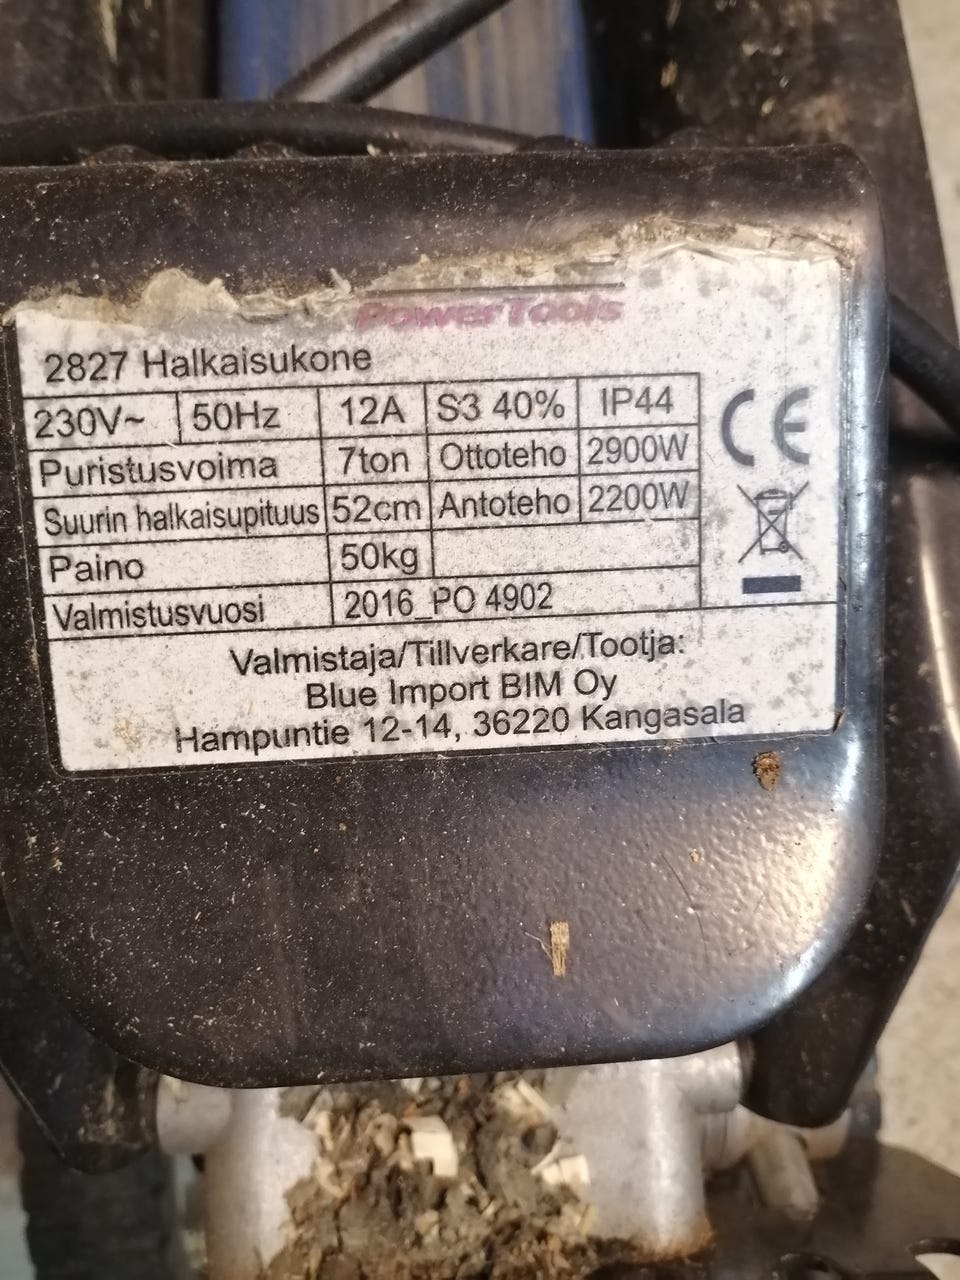 PowerTools
2827 Halkaisukone
230V~ 50Hz 12A S3 40% IP44
Puristusvoima 7ton Ottoteho 2900W
Suurin halkaisupituus 52cm Antoteho 2200W
Paino 50kg
Valmistusvuosi 2016_PO 4902
CE
Valmistaja/Tillverkare/Tootja:
Blue Import BIM Oy
Hampuntie 12-14, 36220 Kangasala